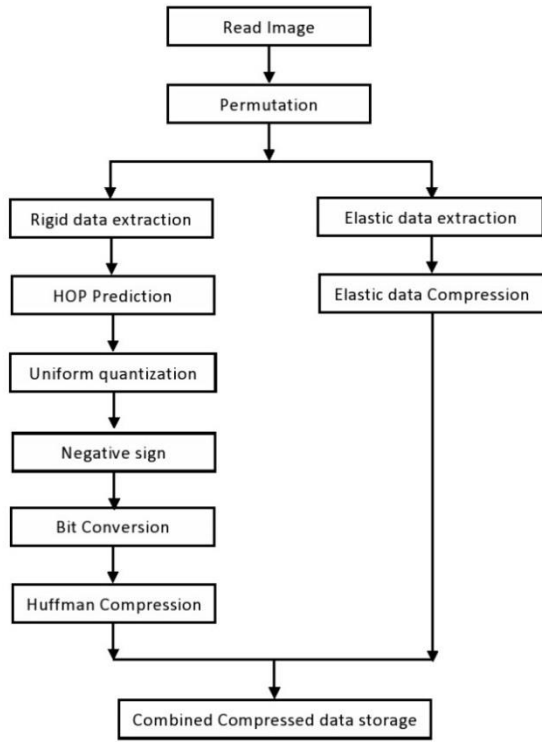 Read Image
Permutation
Rigid data extraction
Elastic data extraction
HOP Prediction
Elastic data Compression
Uniform quantization
Negative sign
Bit Conversion
Huffman Compression
Combined Compressed data storage